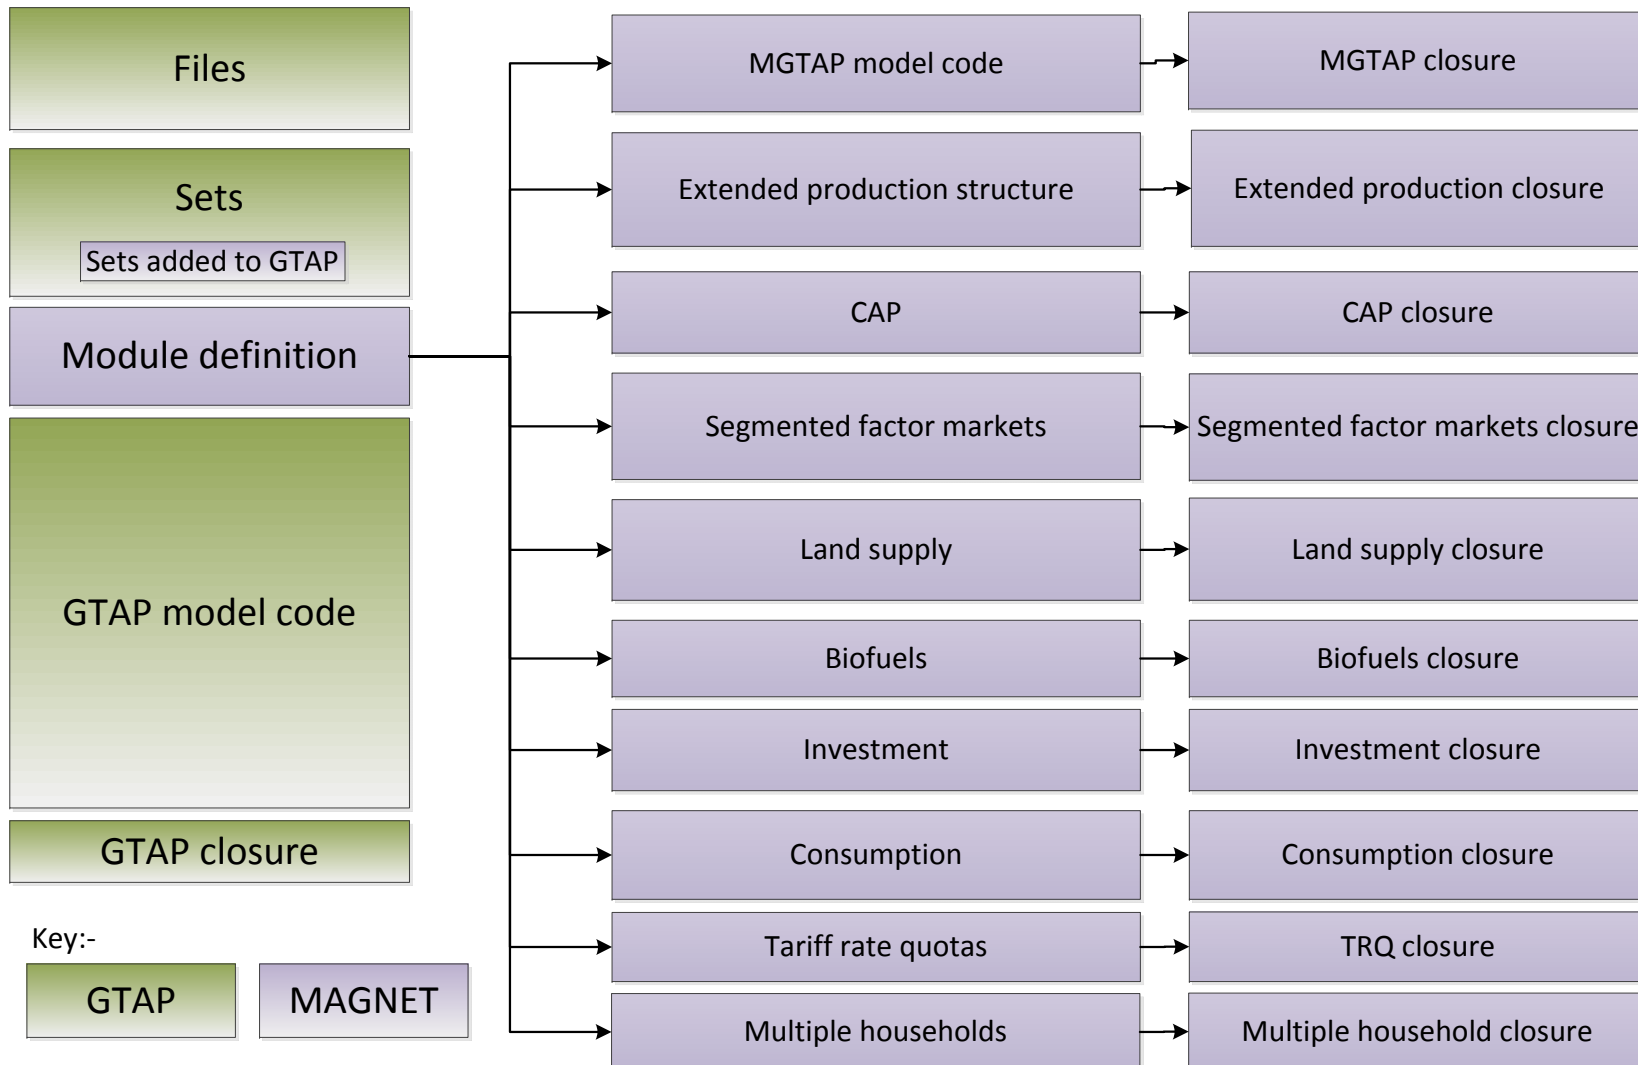 Files
Sets
Sets added to GTAP
Module definition
GTAP model code
GTAP closure
Key:-
GTAP
MAGNET
MGTAP model code
MGTAP closure
Extended production structure
Extended production closure
CAP
CAP closure
Segmented factor markets
Segmented factor markets closure
Land supply
Land supply closure
Biofuels
Biofuels closure
Investment
Investment closure
Consumption
Consumption closure
Tariff rate quotas
TRQ closure
Multiple households
Multiple household closure